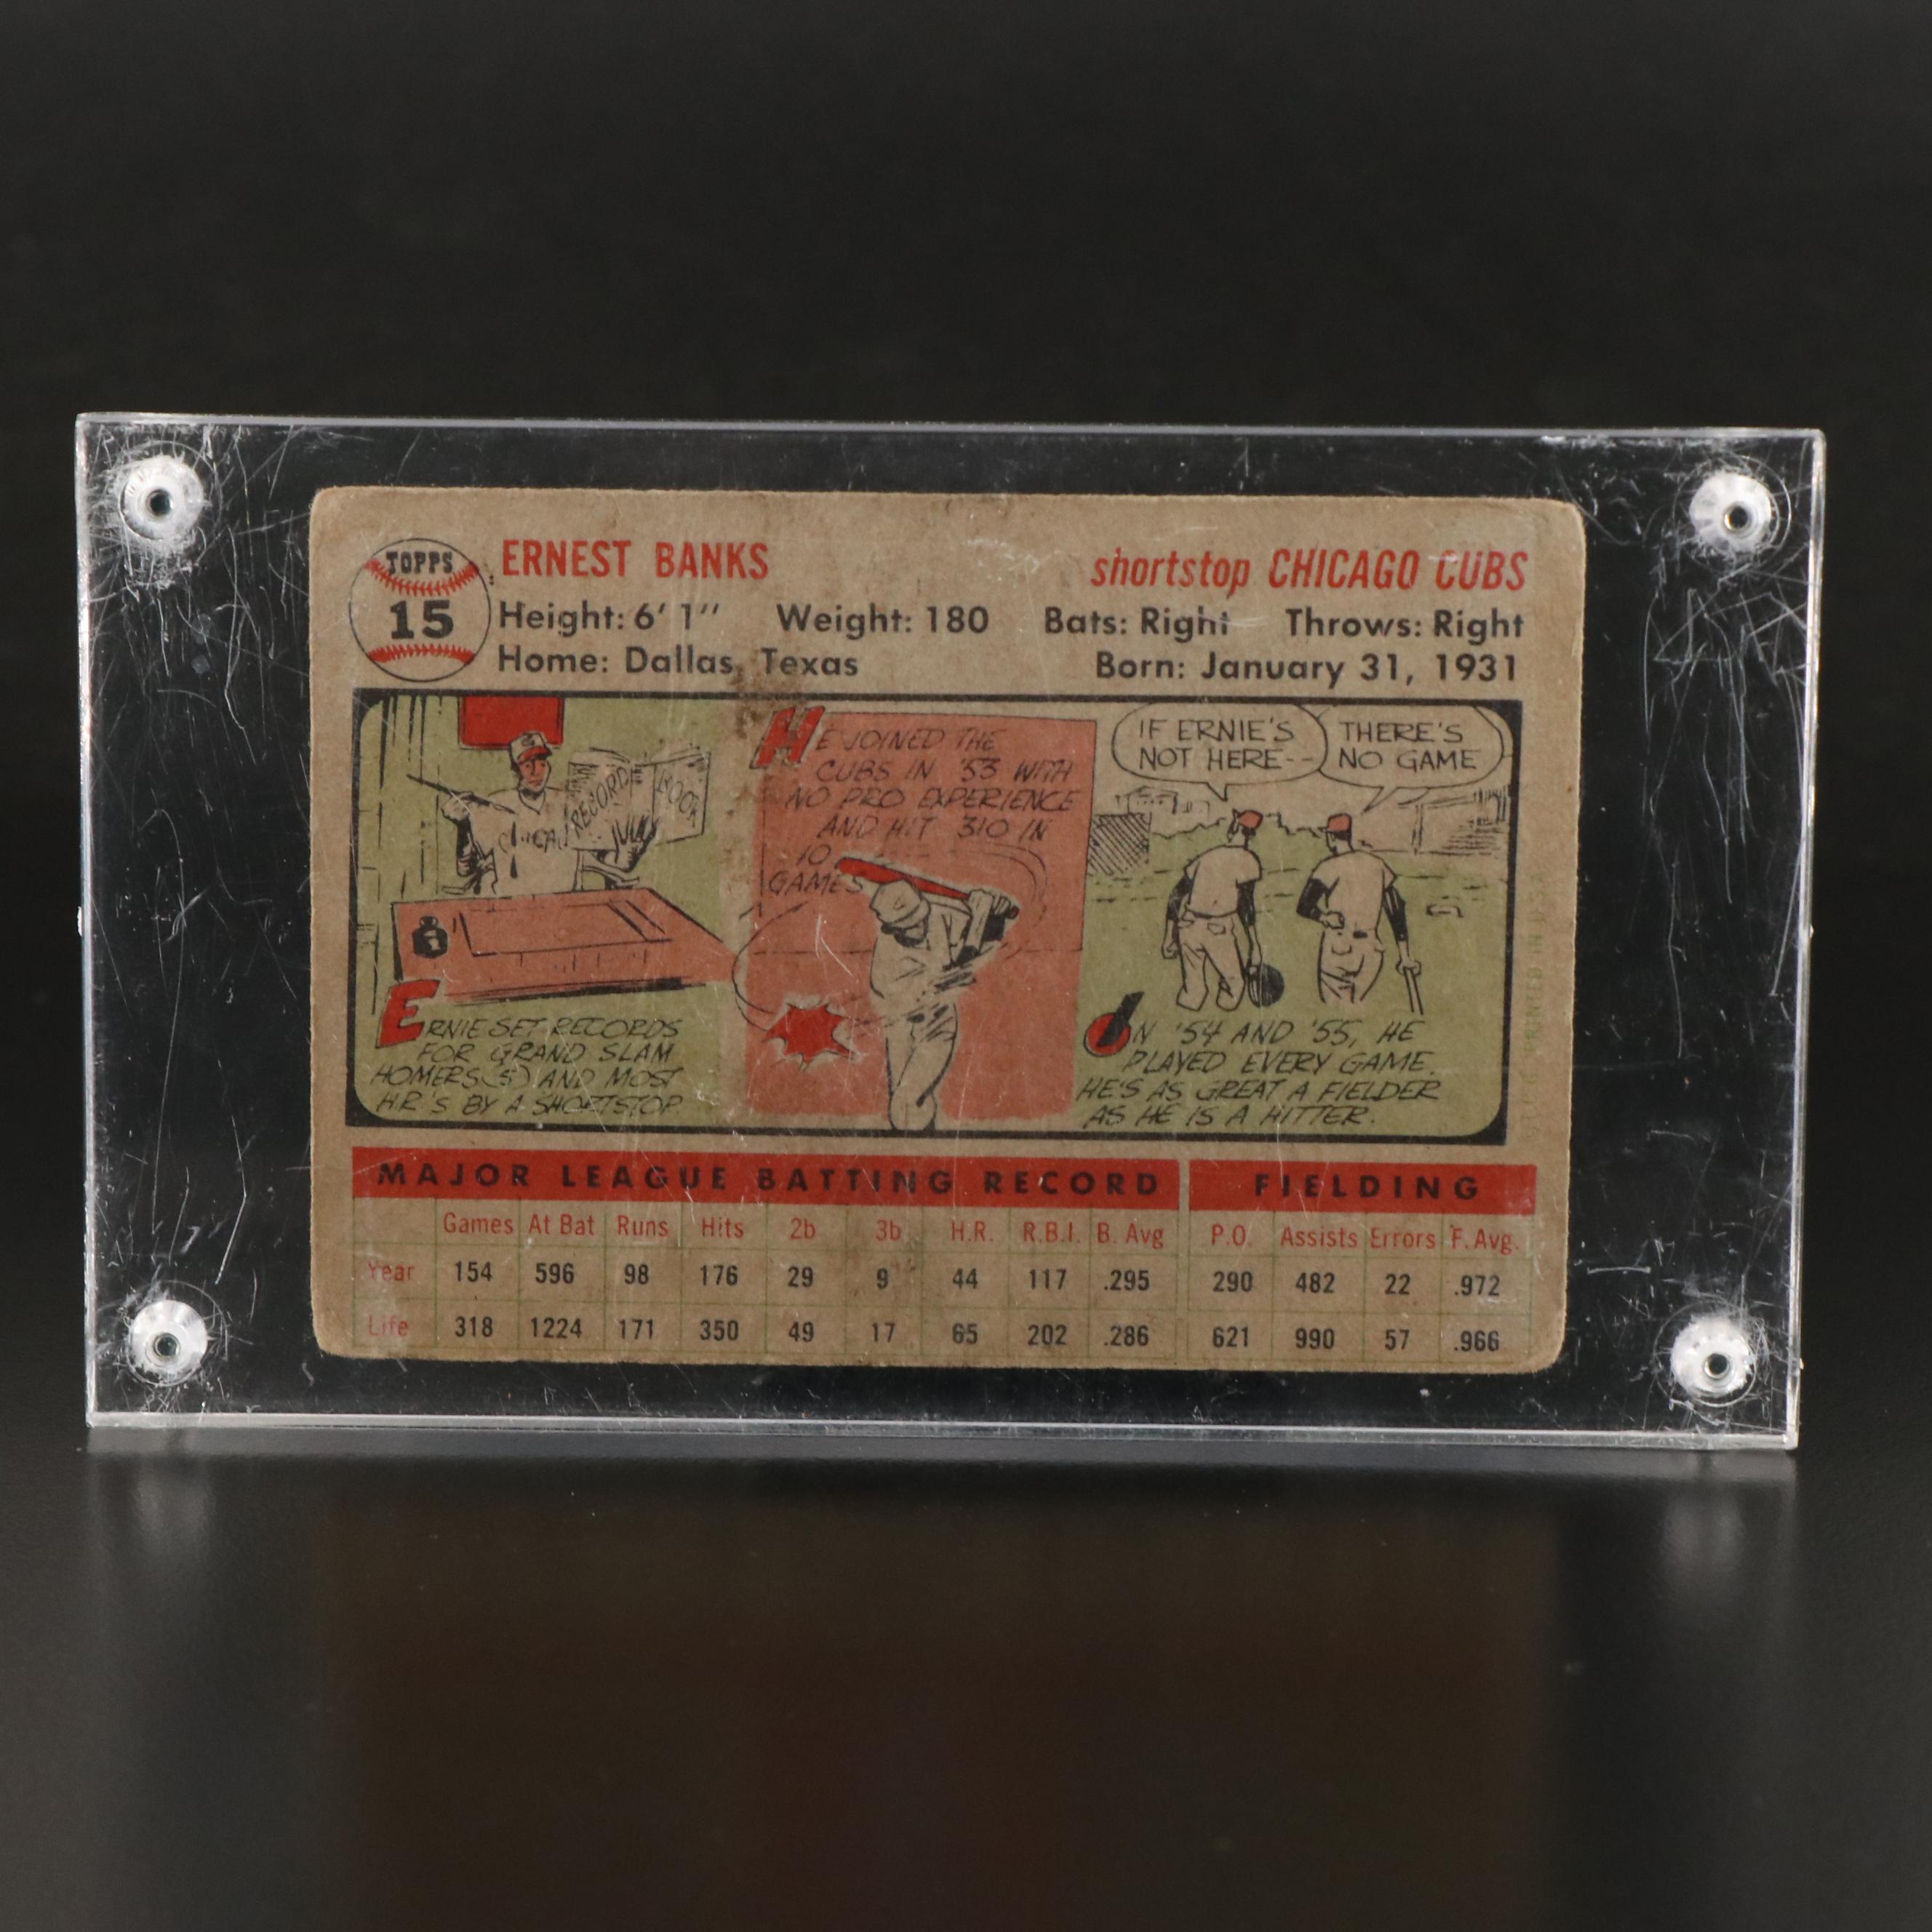 TOPPS
15
ERNEST BANKS
shortstop CHICAGO CUBS
Height: 6' 1" Weight: 180 Bats: Right Throws: Right
Home: Dallas, Texas Born: January 31, 1931
RECORD BOOK
1
ERNIE SET RECORDS
FOR GRAND SLAM
HOMERS (5) AND MOST
H.R.'S BY A SHORTSTOP
HE JOINED THE
CUBS IN '53 WITH
NO PRO EXPERIENCE
AND HIT 310 IN
10
GAMES
IF ERNIE'S
NOT HERE--
THERE'S
NO GAME
IN '54 AND '55, HE
PLAYED EVERY GAME.
HE'S AS GREAT A FIELDER
AS HE IS A HITTER.
PRINTED IN U.S.A.
MAJOR LEAGUE BATTING RECORD FIELDING
Games At Bat Runs Hits 2b 3b H.R. R.B.I. B. Avg P.O. Assists Errors F. Avg.
Year 154 596 98 176 29 9 44 117 .295 290 482 22 .972
Life 318 1224 171 350 49 17 65 202 .286 621 990 57 .966